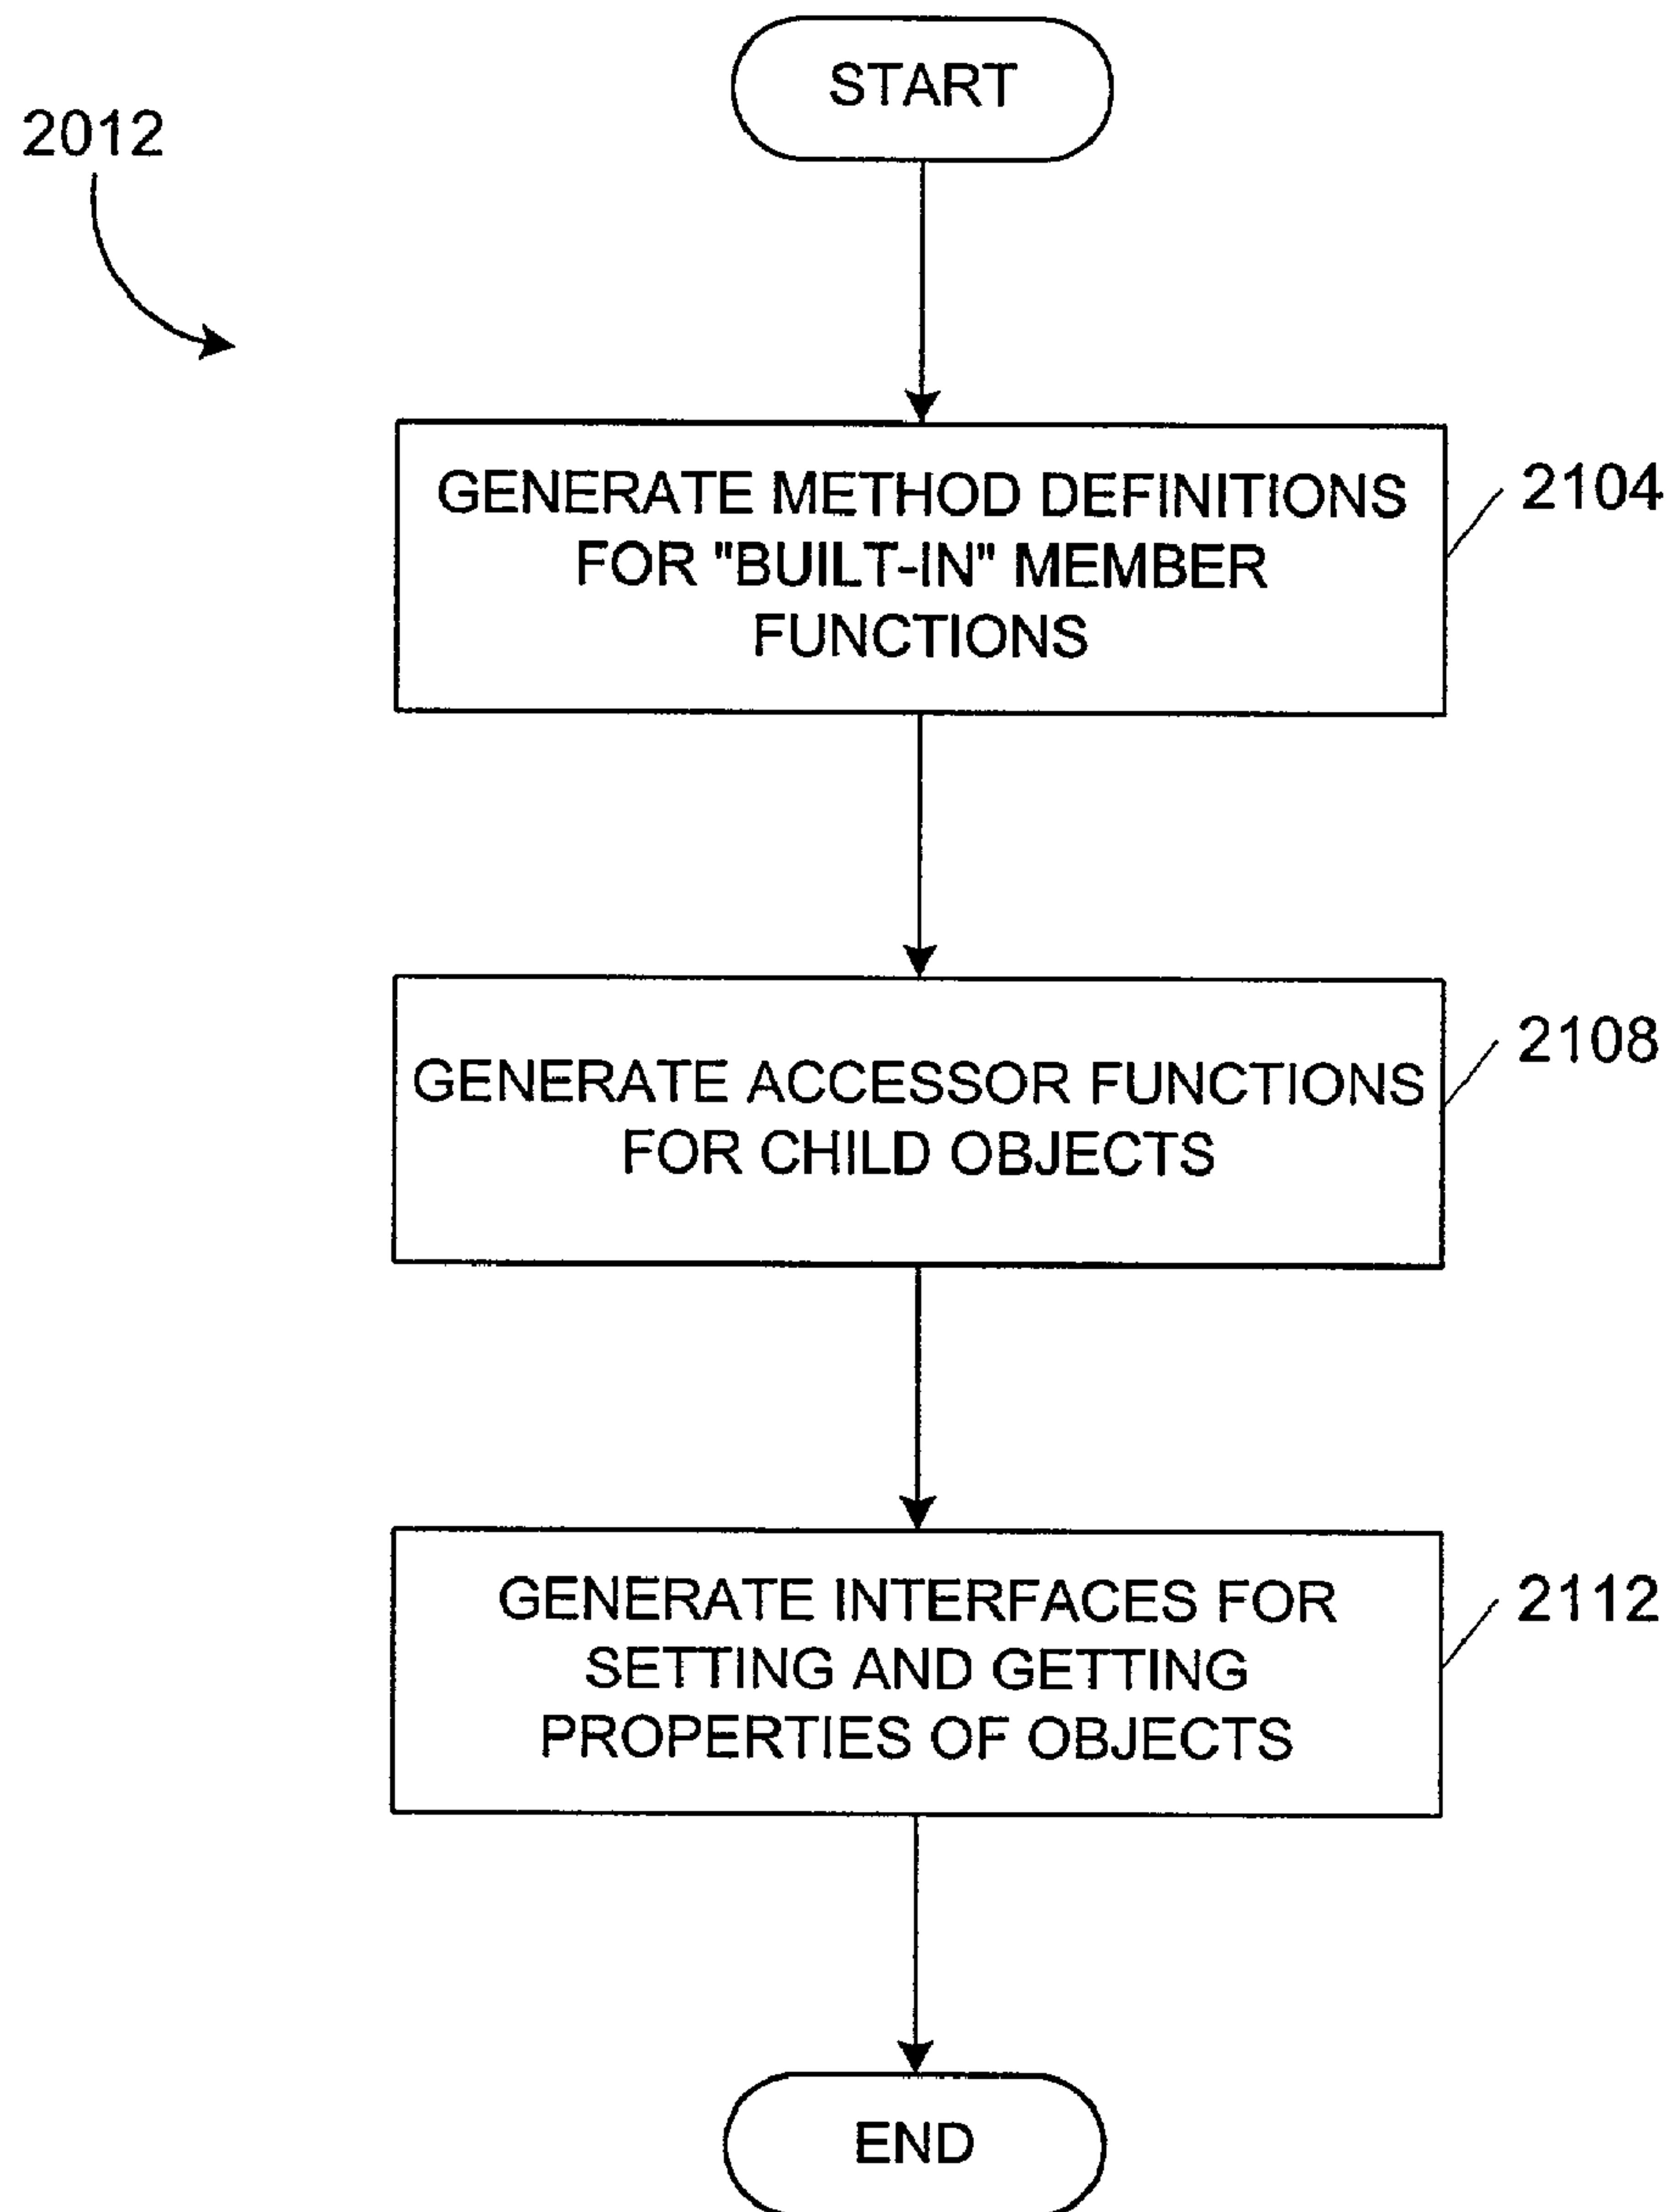 START
2012
GENERATE METHOD DEFINITIONS
FOR "BUILT-IN" MEMBER
FUNCTIONS
2104
GENERATE ACCESSOR FUNCTIONS
FOR CHILD OBJECTS
2108
GENERATE INTERFACES FOR
SETTING AND GETTING
PROPERTIES OF OBJECTS
2112
END